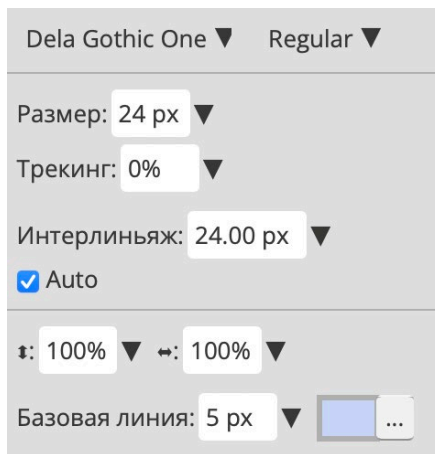 Dela Gothic One ▼ Regular ▼
Размер: 24 px ▼
Трекинг: 0% ▼
Интерлиньяж: 24.00 px ▼
Auto
⬍: 100% ▼ ⬌: 100% ▼
Базовая линия: 5 px ▼ ...